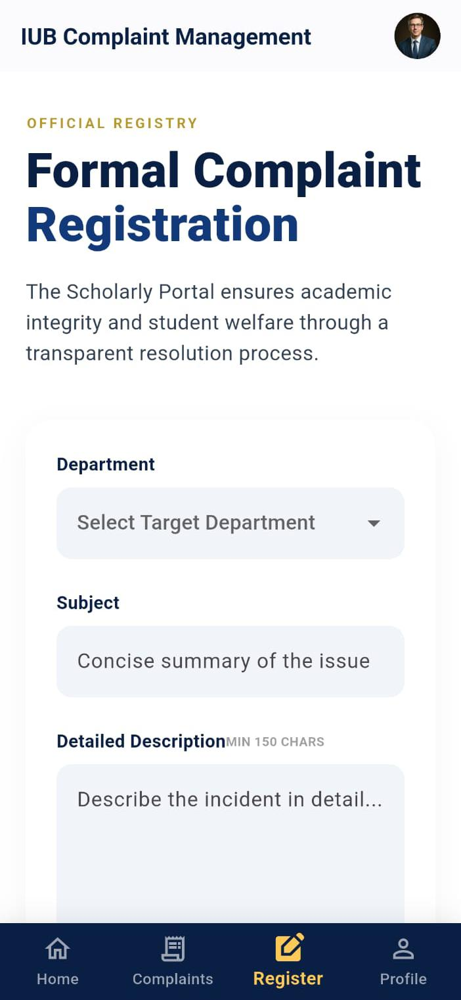 IUB Complaint Management
OFFICIAL REGISTRY
Formal Complaint
Registration
The Scholarly Portal ensures academic
integrity and student welfare through a
transparent resolution process.
Department
Select Target Department
Subject
Concise summary of the issue
Detailed Description MIN 150 CHARS
Describe the incident in detail...
Home Complaints Register Profile